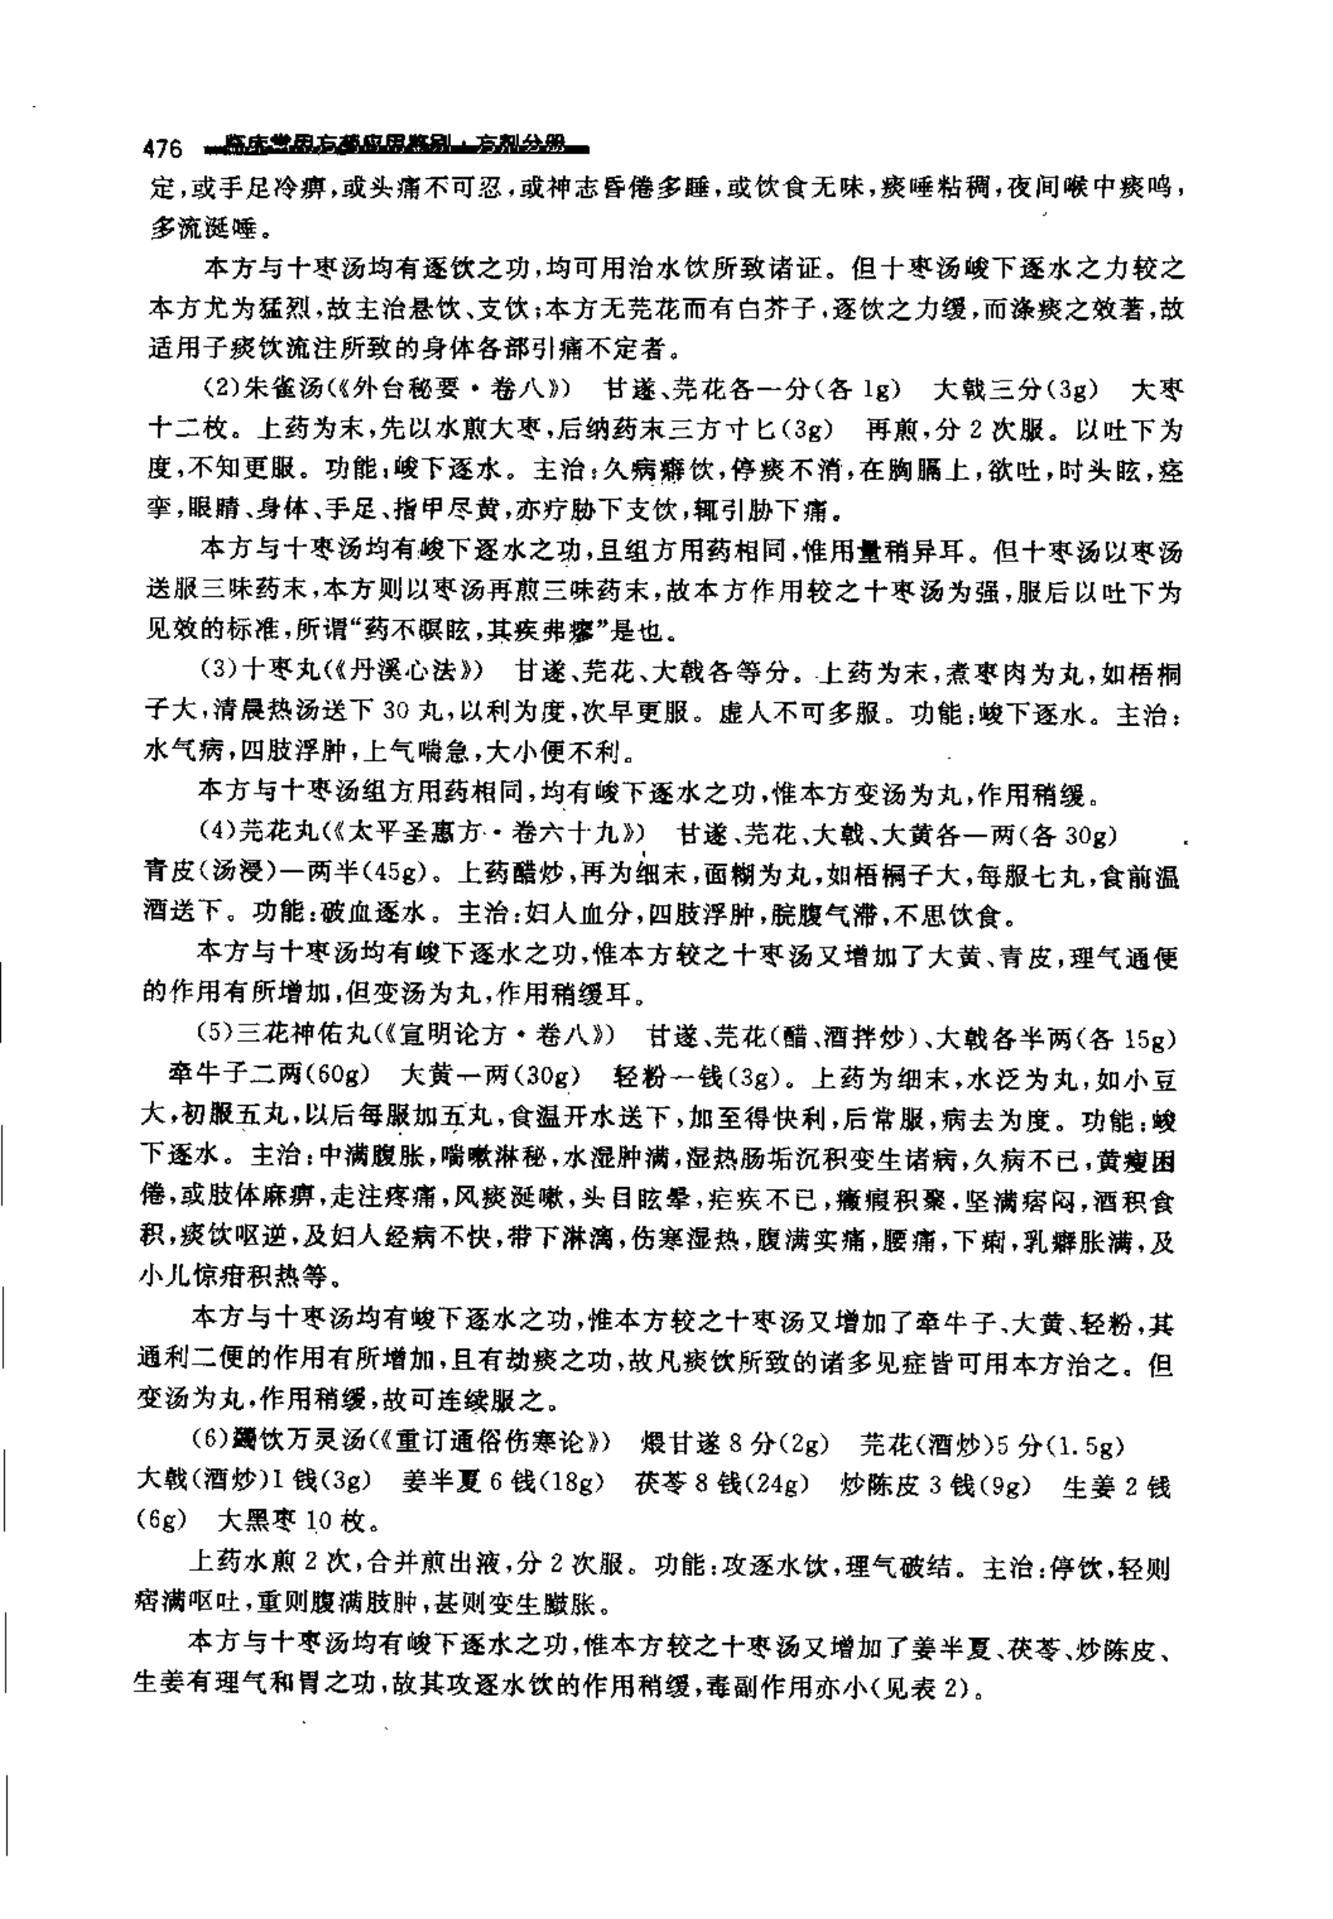 476 临床常用方药应用鉴别·方剂分册
定,或手足冷痹,或头痛不可忍,或神志昏倦多睡,或饮食无味,痰唾粘稠,夜间喉中痰鸣,
多流涎唾。
本方与十枣汤均有逐饮之功,均可用治水饮所致诸证。但十枣汤峻下逐水之力较之
本方尤为猛烈,故主治悬饮、支饮;本方无芫花而有白芥子,逐饮之力缓,而涤痰之效著,故
适用于痰饮流注所致的身体各部引痛不定者。
(2)朱雀汤(《外台秘要·卷八》) 甘遂、芫花各一分(各 1g) 大戟三分(3g) 大枣
十二枚。上药为末,先以水煎大枣,后纳药末三方寸匕(3g) 再煎,分 2 次服。以吐下为
度,不知更服。功能:峻下逐水。主治:久病癖饮,停痰不消,在胸膈上,欲吐,时头眩,痉
挛,眼睛、身体、手足、指甲尽黄,亦疗胁下支饮,辄引胁下痛。
本方与十枣汤均有峻下逐水之功,且组方用药相同,惟用量稍异耳。但十枣汤以枣汤
送服三味药末,本方则以枣汤再煎三味药末,故本方作用较之十枣汤为强,服后以吐下为
见效的标准,所谓“药不瞑眩,其疾弗瘳”是也。
(3)十枣丸(《丹溪心法》) 甘遂、芫花、大戟各等分。上药为末,煮枣肉为丸,如梧桐
子大,清晨热汤送下 30 丸,以利为度,次早更服。虚人不可多服。功能:峻下逐水。主治:
水气病,四肢浮肿,上气喘急,大小便不利。
本方与十枣汤组方用药相同,均有峻下逐水之功,惟本方变汤为丸,作用稍缓。
(4)芫花丸(《太平圣惠方·卷六十九》) 甘遂、芫花、大戟、大黄各一两(各 30g)
青皮(汤浸)一两半(45g)。上药醋炒,再为细末,面糊为丸,如梧桐子大,每服七丸,食前温
酒送下。功能:破血逐水。主治:妇人血分,四肢浮肿,脘腹气滞,不思饮食。
本方与十枣汤均有峻下逐水之功,惟本方较之十枣汤又增加了大黄、青皮,理气通便
的作用有所增加,但变汤为丸,作用稍缓耳。
(5)三花神佑丸(《宣明论方·卷八》) 甘遂、芫花(醋、酒拌炒)、大戟各半两(各 15g)
牵牛子二两(60g) 大黄一两(30g) 轻粉一钱(3g)。上药为细末,水泛为丸,如小豆
大,初服五丸,以后每服加五丸,食温开水送下,加至得快利,后常服,病去为度。功能:峻
下逐水。主治:中满腹胀,喘嗽淋秘,水湿肿满,湿热肠垢沉积变生诸病,久病不已,黄瘦困
倦,或肢体麻痹,走注疼痛,风痰涎嗽,头目眩晕,疟疾不已,癥瘕积聚,坚满痞闷,酒积食
积,痰饮呕逆,及妇人经病不快,带下淋漓,伤寒湿热,腹满实痛,腰痛,下痢,乳癖胀满,及
小儿惊疳积热等。
本方与十枣汤均有峻下逐水之功,惟本方较之十枣汤又增加了牵牛子、大黄、轻粉,其
通利二便的作用有所增加,且有劫痰之功,故凡痰饮所致的诸多见症皆可用本方治之。但
变汤为丸,作用稍缓,故可连续服之。
(6)蠲饮万灵汤(《重订通俗伤寒论》) 煨甘遂 8 分(2g) 芫花(酒炒)5 分(1.5g)
大戟(酒炒)1 钱(3g) 姜半夏 6 钱(18g) 茯苓 8 钱(24g) 炒陈皮 3 钱(9g) 生姜 2 钱
(6g) 大黑枣 10 枚。
上药水煎 2 次,合并煎出液,分 2 次服。功能:攻逐水饮,理气破结。主治:停饮,轻则
痞满呕吐,重则腹满肢肿,甚则变生臌胀。
本方与十枣汤均有峻下逐水之功,惟本方较之十枣汤又增加了姜半夏、茯苓、炒陈皮、
生姜有理气和胃之功,故其攻逐水饮的作用稍缓,毒副作用亦小(见表 2)。